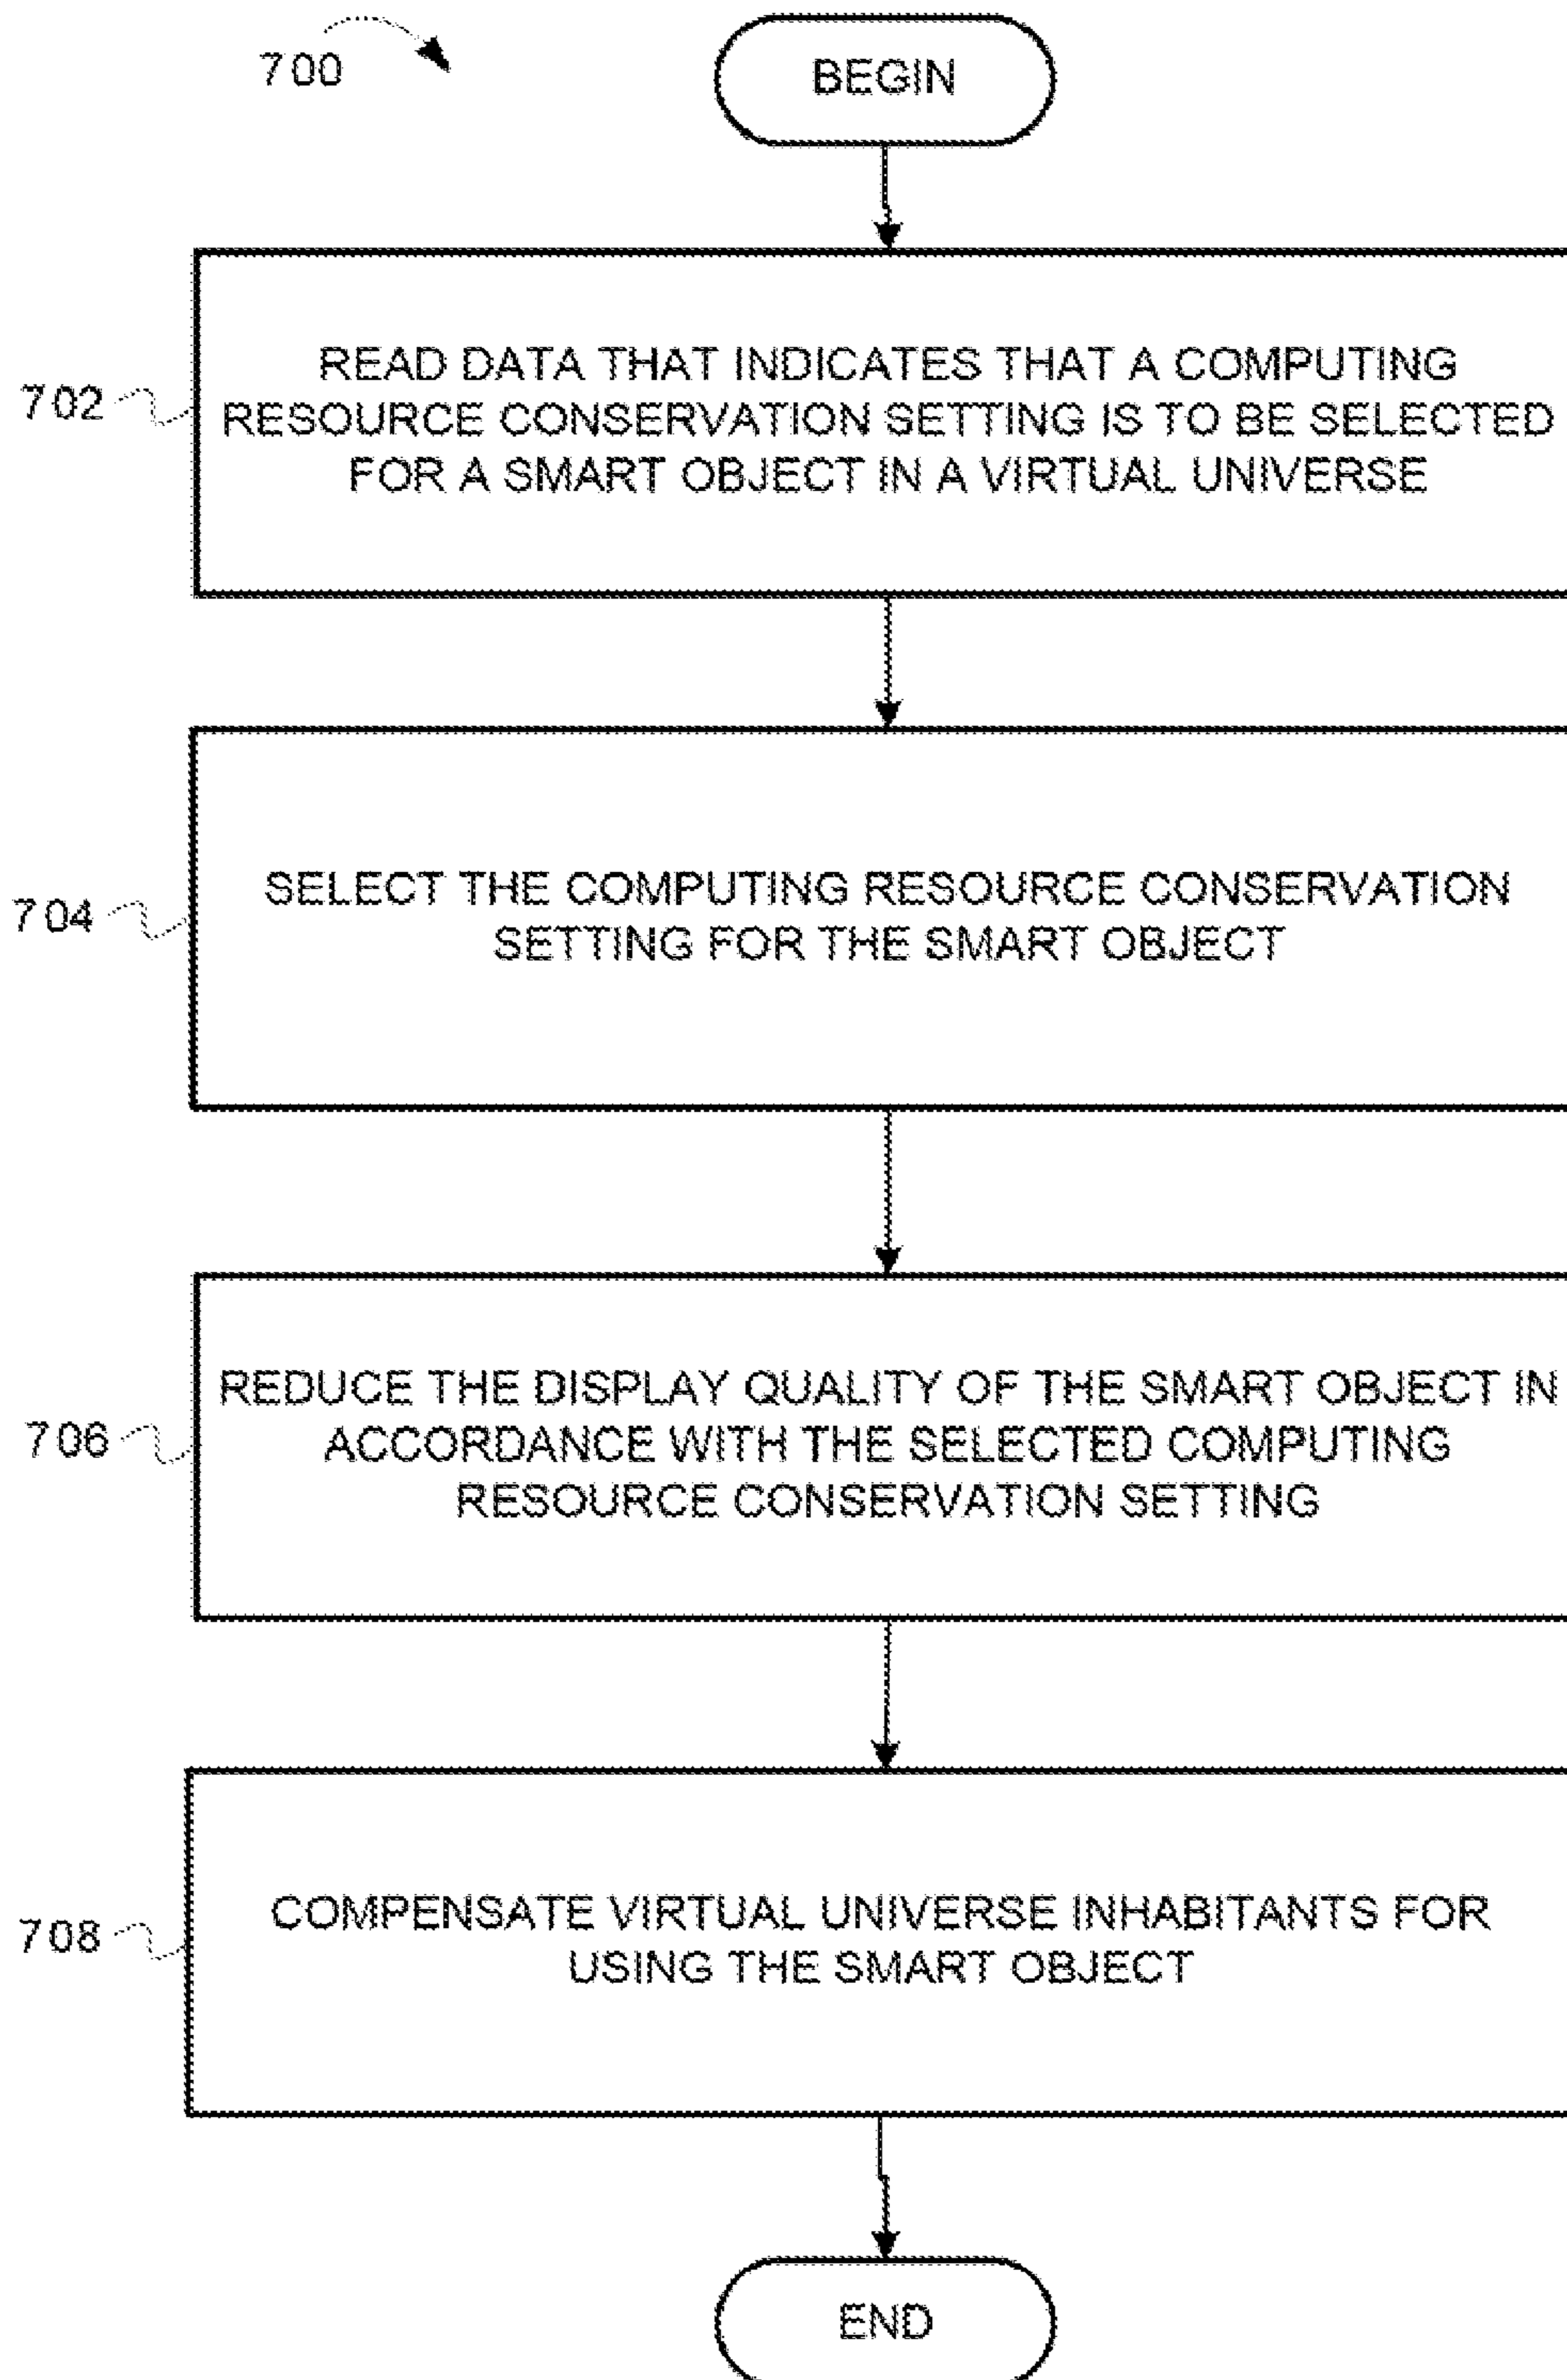 700
BEGIN
702
READ DATA THAT INDICATES THAT A COMPUTING
RESOURCE CONSERVATION SETTING IS TO BE SELECTED
FOR A SMART OBJECT IN A VIRTUAL UNIVERSE
704
SELECT THE COMPUTING RESOURCE CONSERVATION
SETTING FOR THE SMART OBJECT
706
REDUCE THE DISPLAY QUALITY OF THE SMART OBJECT IN
ACCORDANCE WITH THE SELECTED COMPUTING
RESOURCE CONSERVATION SETTING
708
COMPENSATE VIRTUAL UNIVERSE INHABITANTS FOR
USING THE SMART OBJECT
END